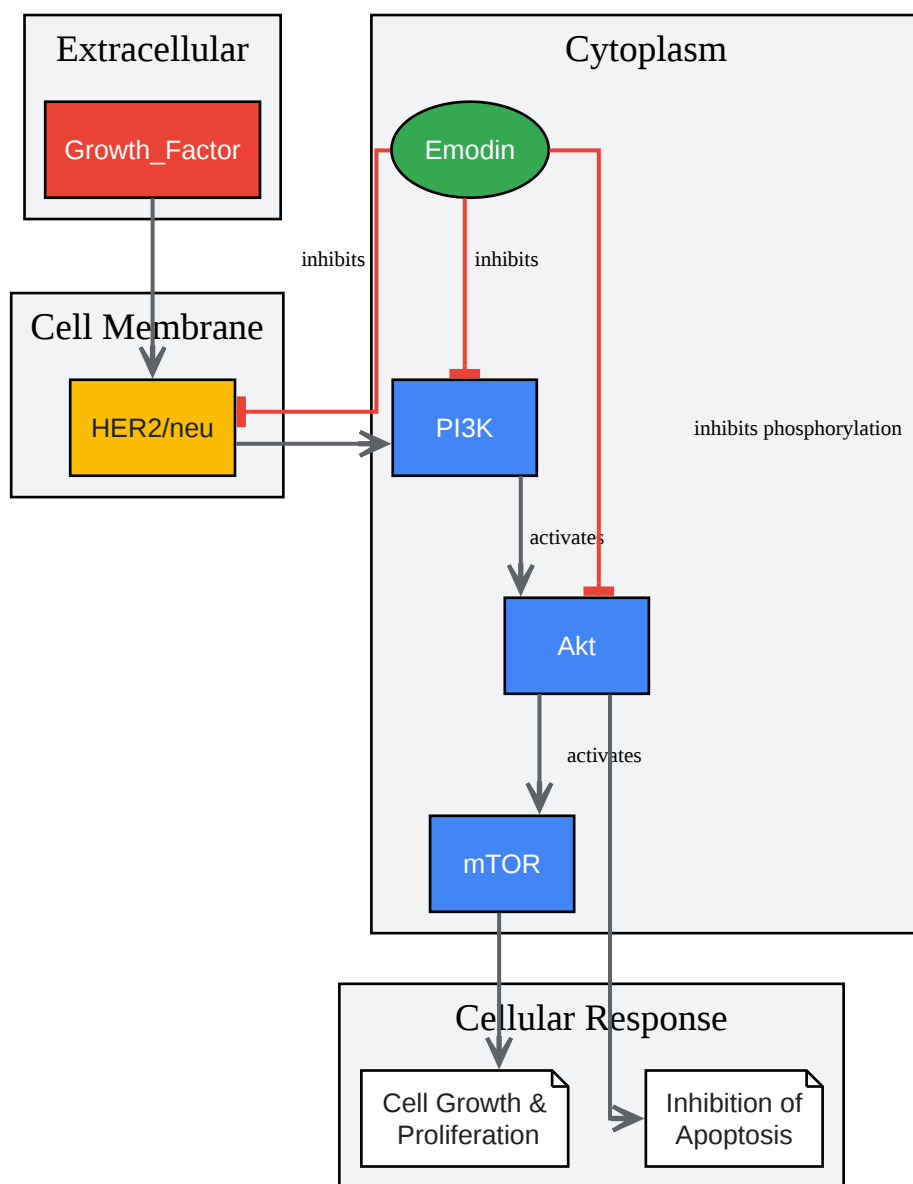 Extracellular
Cytoplasm
Growth_Factor
Emodin
inhibits
inhibits
Cell Membrane
HER2/neu
PI3K
inhibits phosphorylation
activates
Akt
activates
mTOR
Cellular Response
Cell Growth &
Proliferation
Inhibition of
Apoptosis